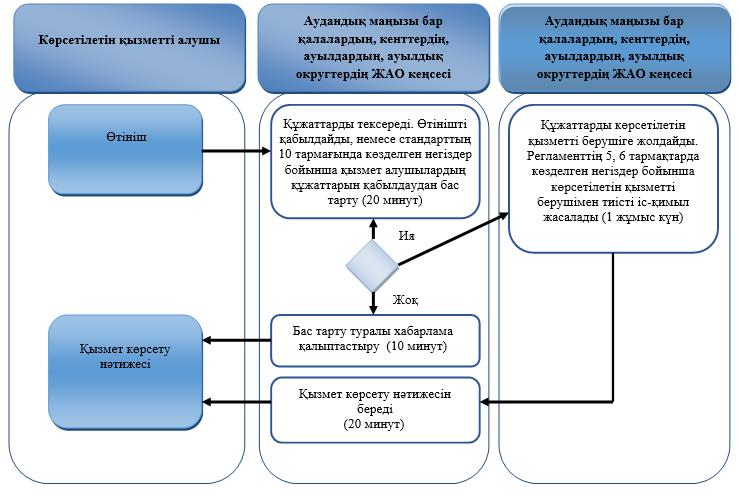 Көрсетілетін қызметті алушы
Аудандық маңызы бар
қалалардың, кенттердің,
ауылдардың, ауылдық
округтердің ЖАО кеңсесі
Аудандық маңызы бар
қалалардың, кенттердің,
ауылдардың, ауылдық
округтердің ЖАО кеңсесі
Өтініш
Құжаттарды тексереді. Өтінішті
қабылдайды, немесе стандарттың
10 тармағында көзделген негіздер
бойынша қызмет алушылардың
құжаттарын қабылдаудан бас
тарту (20 минут)
Құжаттарды көрсетілетін
қызметті берушіге жолдайды.
Регламенттің 5, 6 тармақтарда
көзделген негіздер бойынша
көрсетілетін қызметті
берушімен тиісті іс-қимыл
жасалады (1 жұмыс күн)
Ия
Жоқ
Бас тарту туралы хабарлама
қалыптастыру (10 минут)
Қызмет көрсету
нәтижесі
Қызмет көрсету нәтижесін
береді
(20 минут)